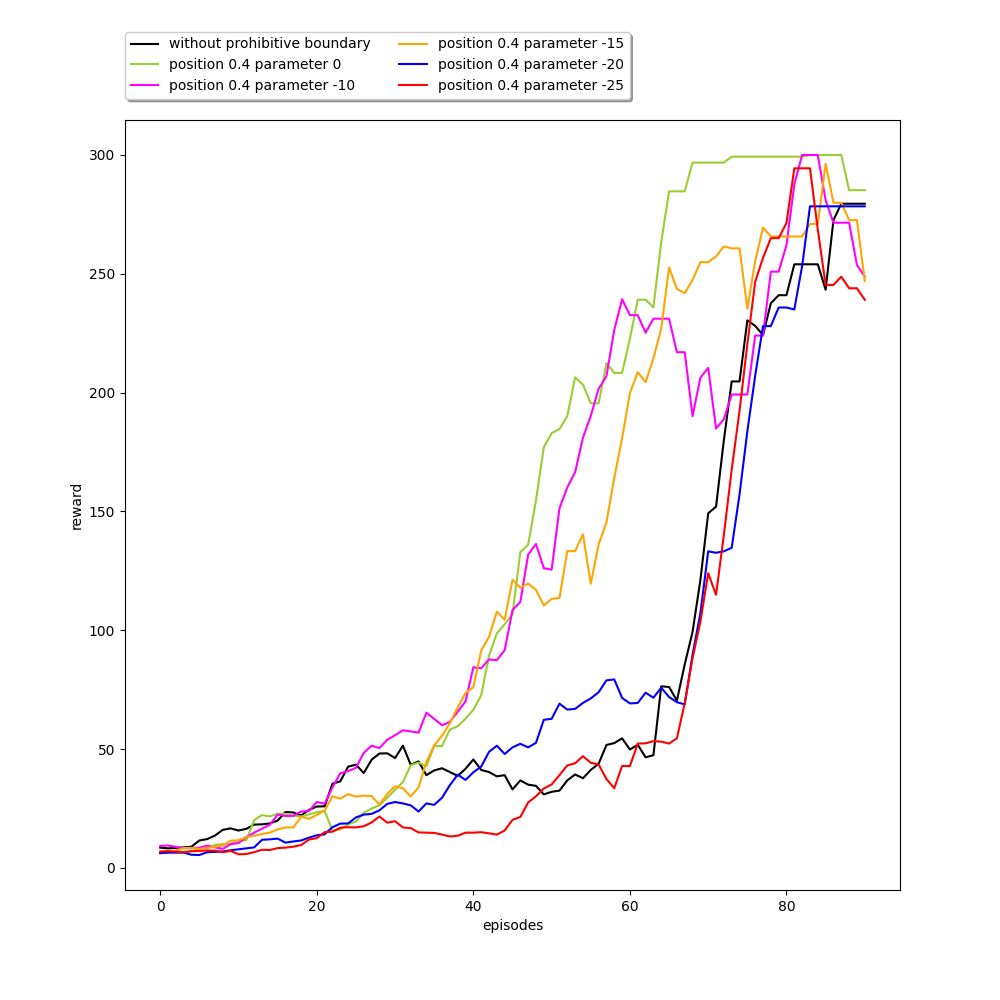 without prohibitive boundary
position 0.4 parameter 0
position 0.4 parameter -10
position 0.4 parameter -15
position 0.4 parameter -20
position 0.4 parameter -25
300
250
200
150
100
50
0
reward
0 20 40 60 80
episodes